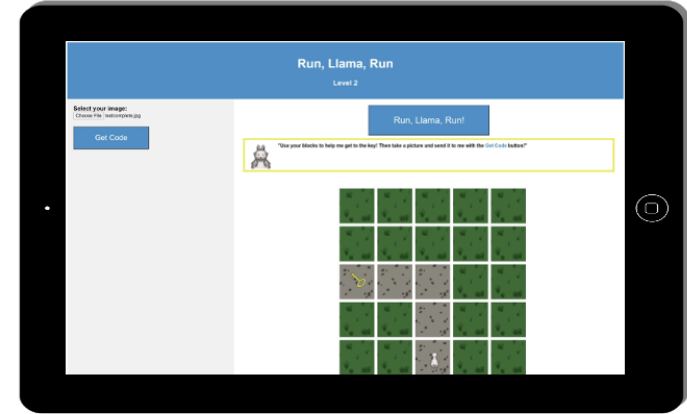 Run, Llama, Run
Level 2
Select your image:
Choose File testcomplete.jpg
Get Code
Run, Llama, Run!
"Use your blocks to help me get to the key! Then take a picture and send it to me with the Get Code button!"